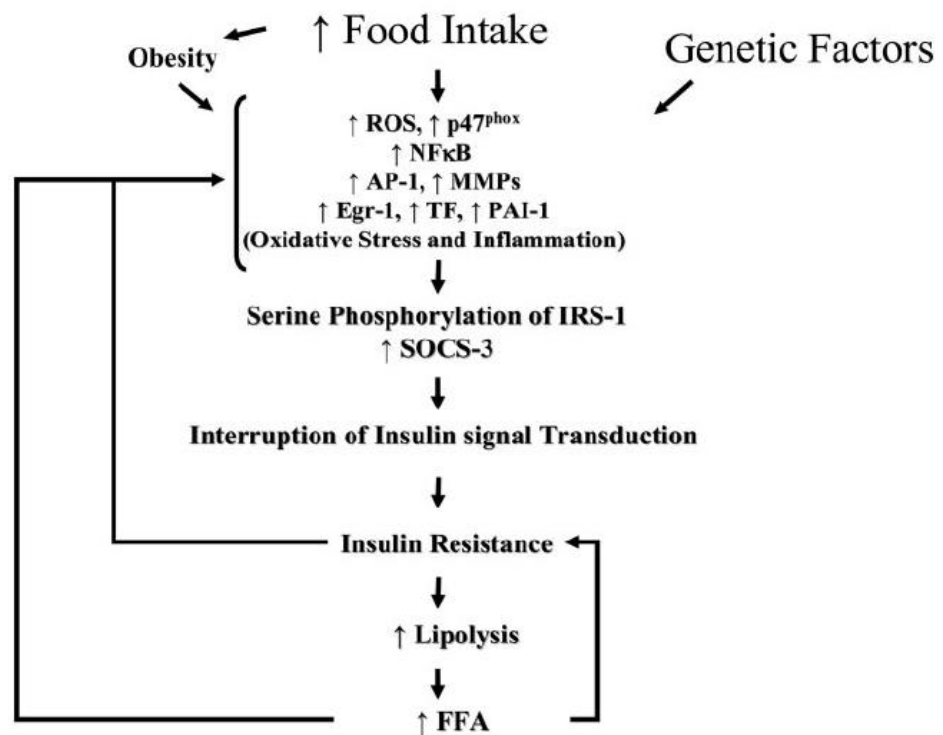 ↑ Food Intake
Genetic Factors
Obesity
↑ ROS, ↑ p47phox
↑ NFκB
↑ AP-1, ↑ MMPs
↑ Egr-1, ↑ TF, ↑ PAI-1
(Oxidative Stress and Inflammation)
Serine Phosphorylation of IRS-1
↑ SOCS-3
Interruption of Insulin signal Transduction
Insulin Resistance
↑ Lipolysis
↑ FFA